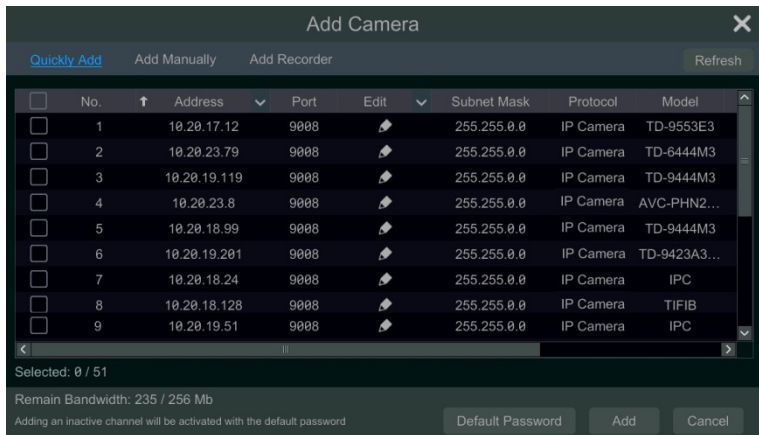 Add Camera
Quickly Add Add Manually Add Recorder Refresh
No. Address Port Edit Subnet Mask Protocol Model
1 10.20.17.12 9008 255.255.0.0 IP Camera TD-9553E3
2 10.20.23.79 9008 255.255.0.0 IP Camera TD-6444M3
3 10.20.19.119 9008 255.255.0.0 IP Camera TD-9444M3
4 10.20.23.8 9008 255.255.0.0 IP Camera AVC-PHN2...
5 10.20.18.99 9008 255.255.0.0 IP Camera TD-9444M3
6 10.20.19.201 9008 255.255.0.0 IP Camera TD-9423A3...
7 10.20.18.24 9008 255.255.0.0 IP Camera IPC
8 10.20.18.128 9008 255.255.0.0 IP Camera TIFIB
9 10.20.19.51 9008 255.255.0.0 IP Camera IPC
Selected: 0 / 51
Remain Bandwidth: 235 / 256 Mb
Adding an inactive channel will be activated with the default password Default Password Add Cancel